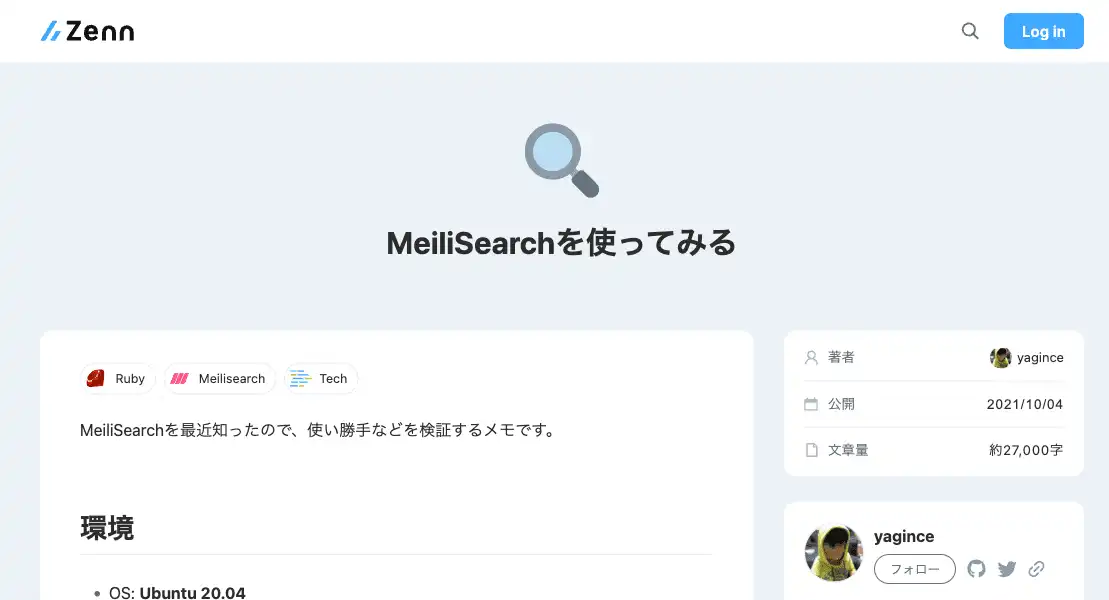 Zenn
Log in
MeiliSearchを使ってみる
Ruby Meilisearch Tech
MeiliSearchを最近知ったので、使い勝手などを検証するメモです。
環境
• OS: Ubuntu 20.04
著者 yagince
公開 2021/10/04
文章量 約27,000字
yagince
フォロー